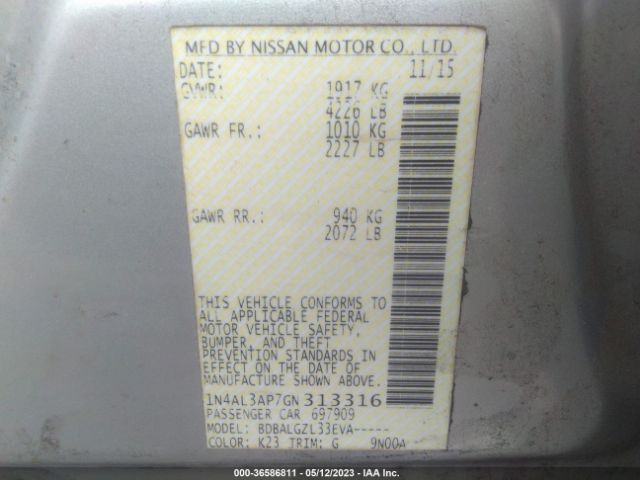 MFD BY NISSAN MOTOR CO., LTD.
DATE: 11/15
GVWR: 1917 KG
4226 LB
GAWR FR.: 1010 KG
2227 LB
GAWR RR.: 940 KG
2072 LB
THIS VEHICLE CONFORMS TO
ALL APPLICABLE FEDERAL
MOTOR VEHICLE SAFETY,
BUMPER, AND THEFT
PREVENTION STANDARDS IN
EFFECT ON THE DATE OF
MANUFACTURE SHOWN ABOVE.
1N4AL3AP7GN313316
PASSENGER CAR 697909
MODEL: BDBALGZL33EVA-----
COLOR: K23 TRIM: G 9N00A
000-36586811 - 05/12/2023 - IAA Inc.